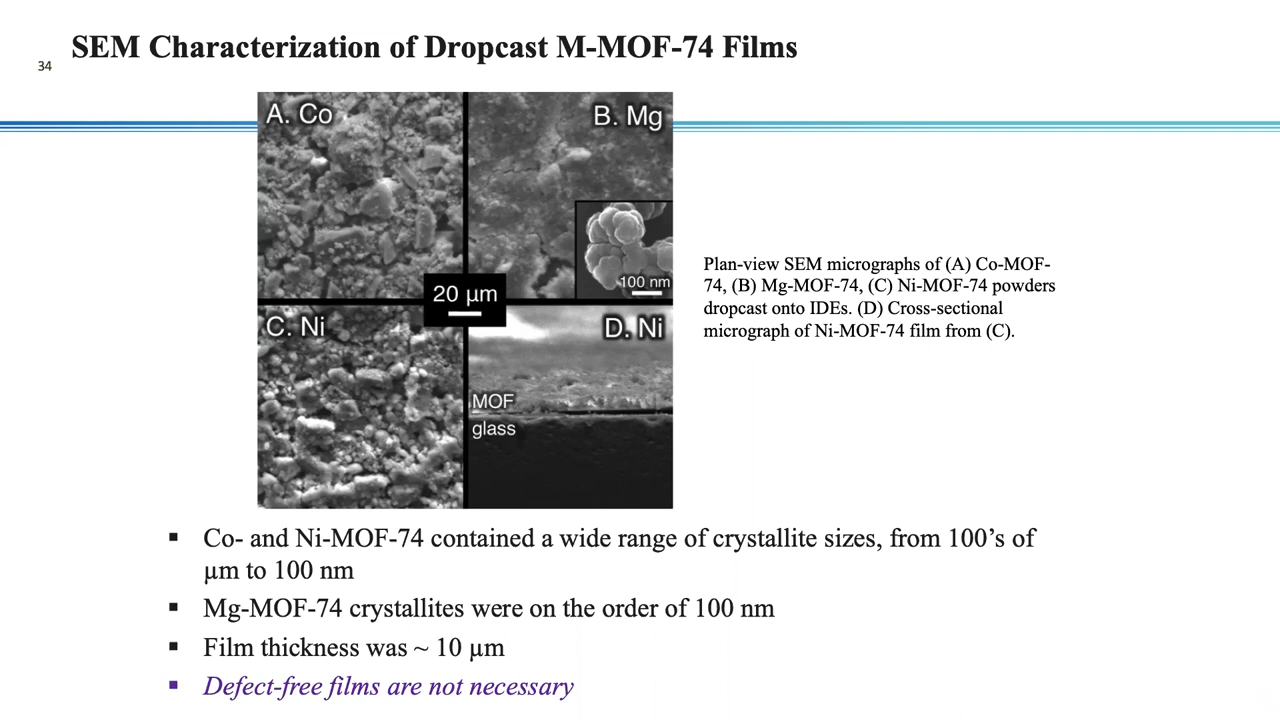 SEM Characterization of Dropcast M-MOF-74 Films
34
A. Co
B. Mg
100 nm
20 µm
C. Ni
D. Ni
MOF
glass
Plan-view SEM micrographs of (A) Co-MOF-
74, (B) Mg-MOF-74, (C) Ni-MOF-74 powders
dropcast onto IDEs. (D) Cross-sectional
micrograph of Ni-MOF-74 film from (C).
▪ Co- and Ni-MOF-74 contained a wide range of crystallite sizes, from 100’s of
µm to 100 nm
▪ Mg-MOF-74 crystallites were on the order of 100 nm
▪ Film thickness was ~ 10 µm
▪ Defect-free films are not necessary